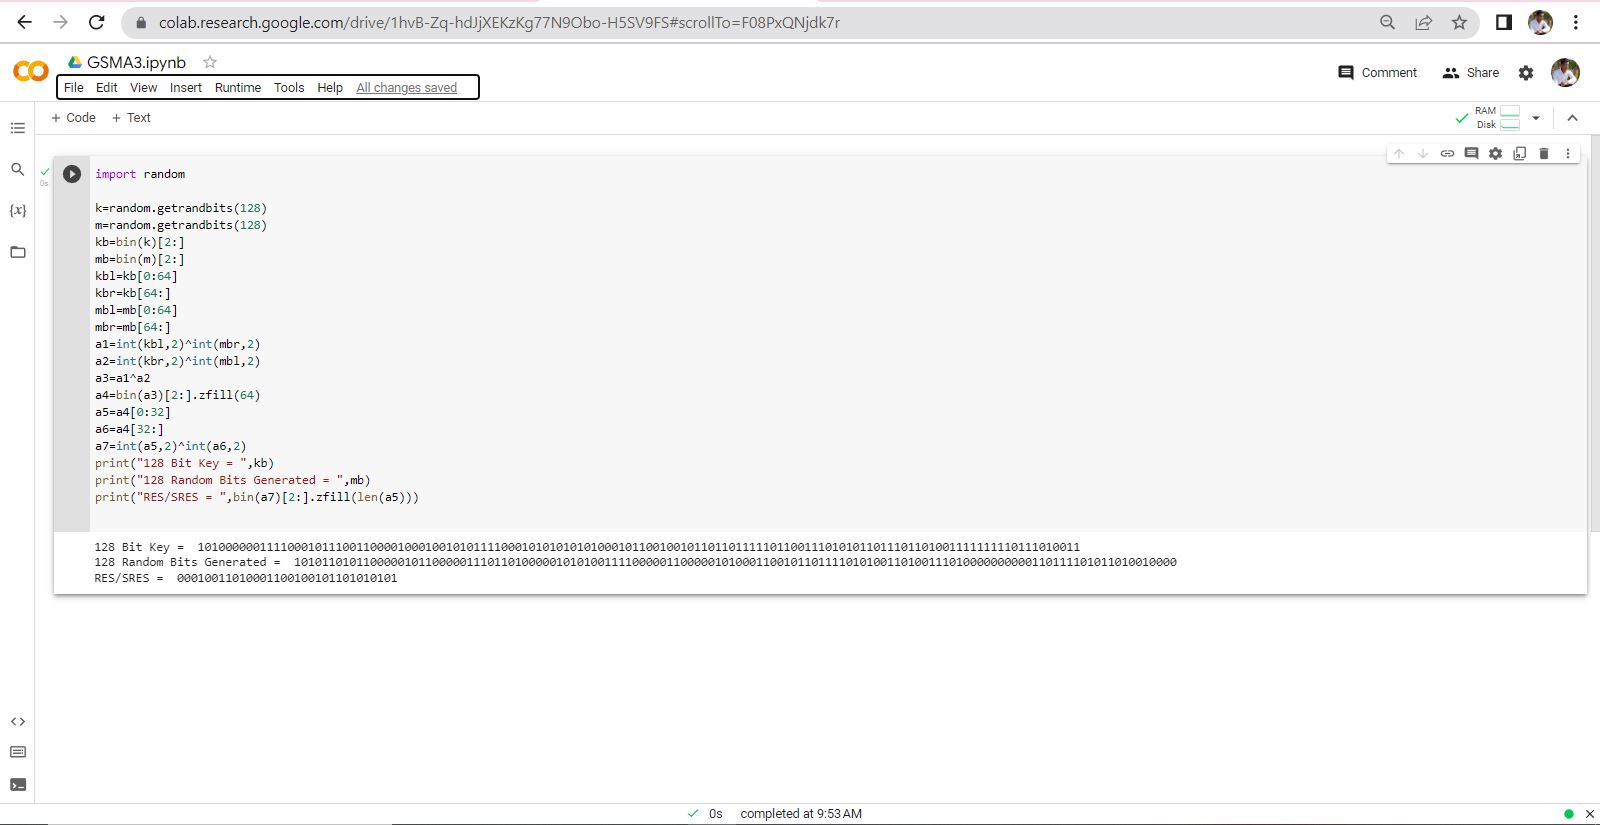 colab.research.google.com/drive/1hvB-Zq-hdJjXEKzKg77N9Obo-H5SV9FS#scrollTo=F08PxQNjdk7r
GSMA3.ipynb
File Edit View Insert Runtime Tools Help All changes saved
Comment Share
+ Code + Text
RAM
Disk
{x}
0s
import random
k=random.getrandbits(128)
m=random.getrandbits(128)
kb=bin(k)[2:]
mb=bin(m)[2:]
kbl=kb[0:64]
kbr=kb[64:]
mbl=mb[0:64]
mbr=mb[64:]
a1=int(kbl,2)^int(mbr,2)
a2=int(kbr,2)^int(mbl,2)
a3=a1^a2
a4=bin(a3)[2:].zfill(64)
a5=a4[0:32]
a6=a4[32:]
a7=int(a5,2)^int(a6,2)
print("128 Bit Key = ",kb)
print("128 Random Bits Generated = ",mb)
print("RES/SRES = ",bin(a7)[2:].zfill(len(a5)))
128 Bit Key =
128 Random Bits Generated =
RES/SRES = 00010011010001100100101101010101
0s completed at 9:53 AM